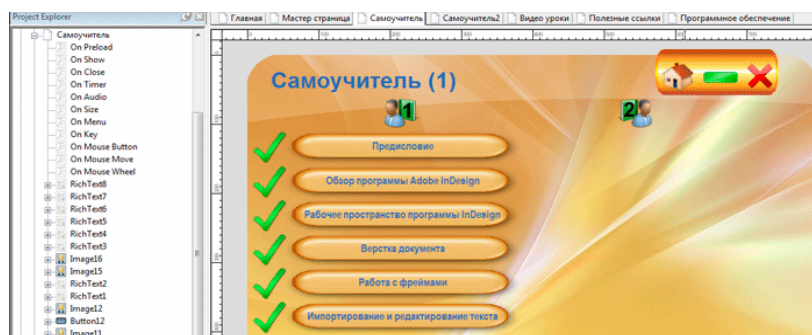 Project Explorer
Главная
Мастер страница
Самоучитель
Самоучитель2
Видео уроки
Полезные ссылки
Программное обеспечение
Самоучитель
On Preload
On Show
On Close
On Timer
On Audio
On Size
On Menu
On Key
On Mouse Button
On Mouse Move
On Mouse Wheel
RichText8
RichText7
RichText6
RichText5
RichText4
RichText3
Image16
Image15
RichText2
RichText1
Image12
Button12
Image11
Самоучитель (1)
1
2
Предисловие
Обзор программы Adobe InDesign
Рабочее пространство программы InDesign
Верстка документа
Работа с фреймами
Импортирование и редактирование текста